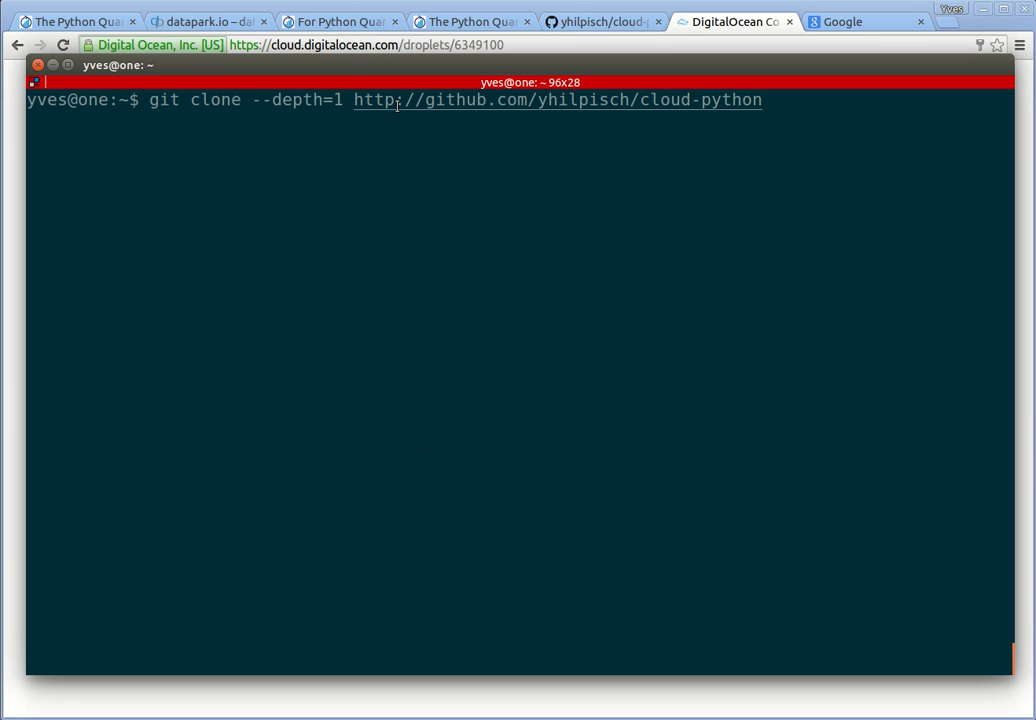 The Python Qua
datapark.io – dat
For Python Quan
The Python Qua
yhilpisch/cloud-p
DigitalOcean Co
Google
Yves
Digital Ocean, Inc. [US]
https://cloud.digitalocean.com/droplets/6349100
yves@one: ~
yves@one: ~ 96x28
yves@one:~$ git clone --depth=1 http://github.com/yhilpisch/cloud-python